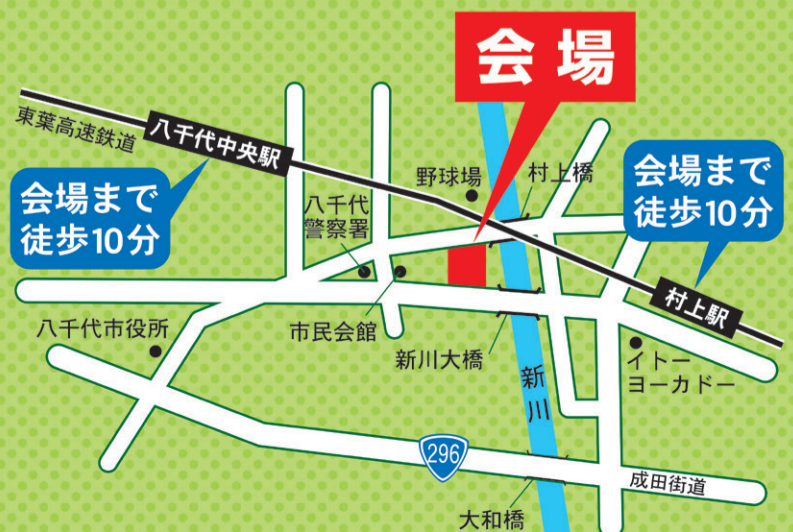 会場
東葉高速鉄道
八千代中央駅
会場まで
徒歩10分
野球場
村上橋
会場まで
徒歩10分
八千代
警察署
村上駅
八千代市役所
市民会館
新川大橋
イトー
ヨーカドー
新川
296
成田街道
大和橋